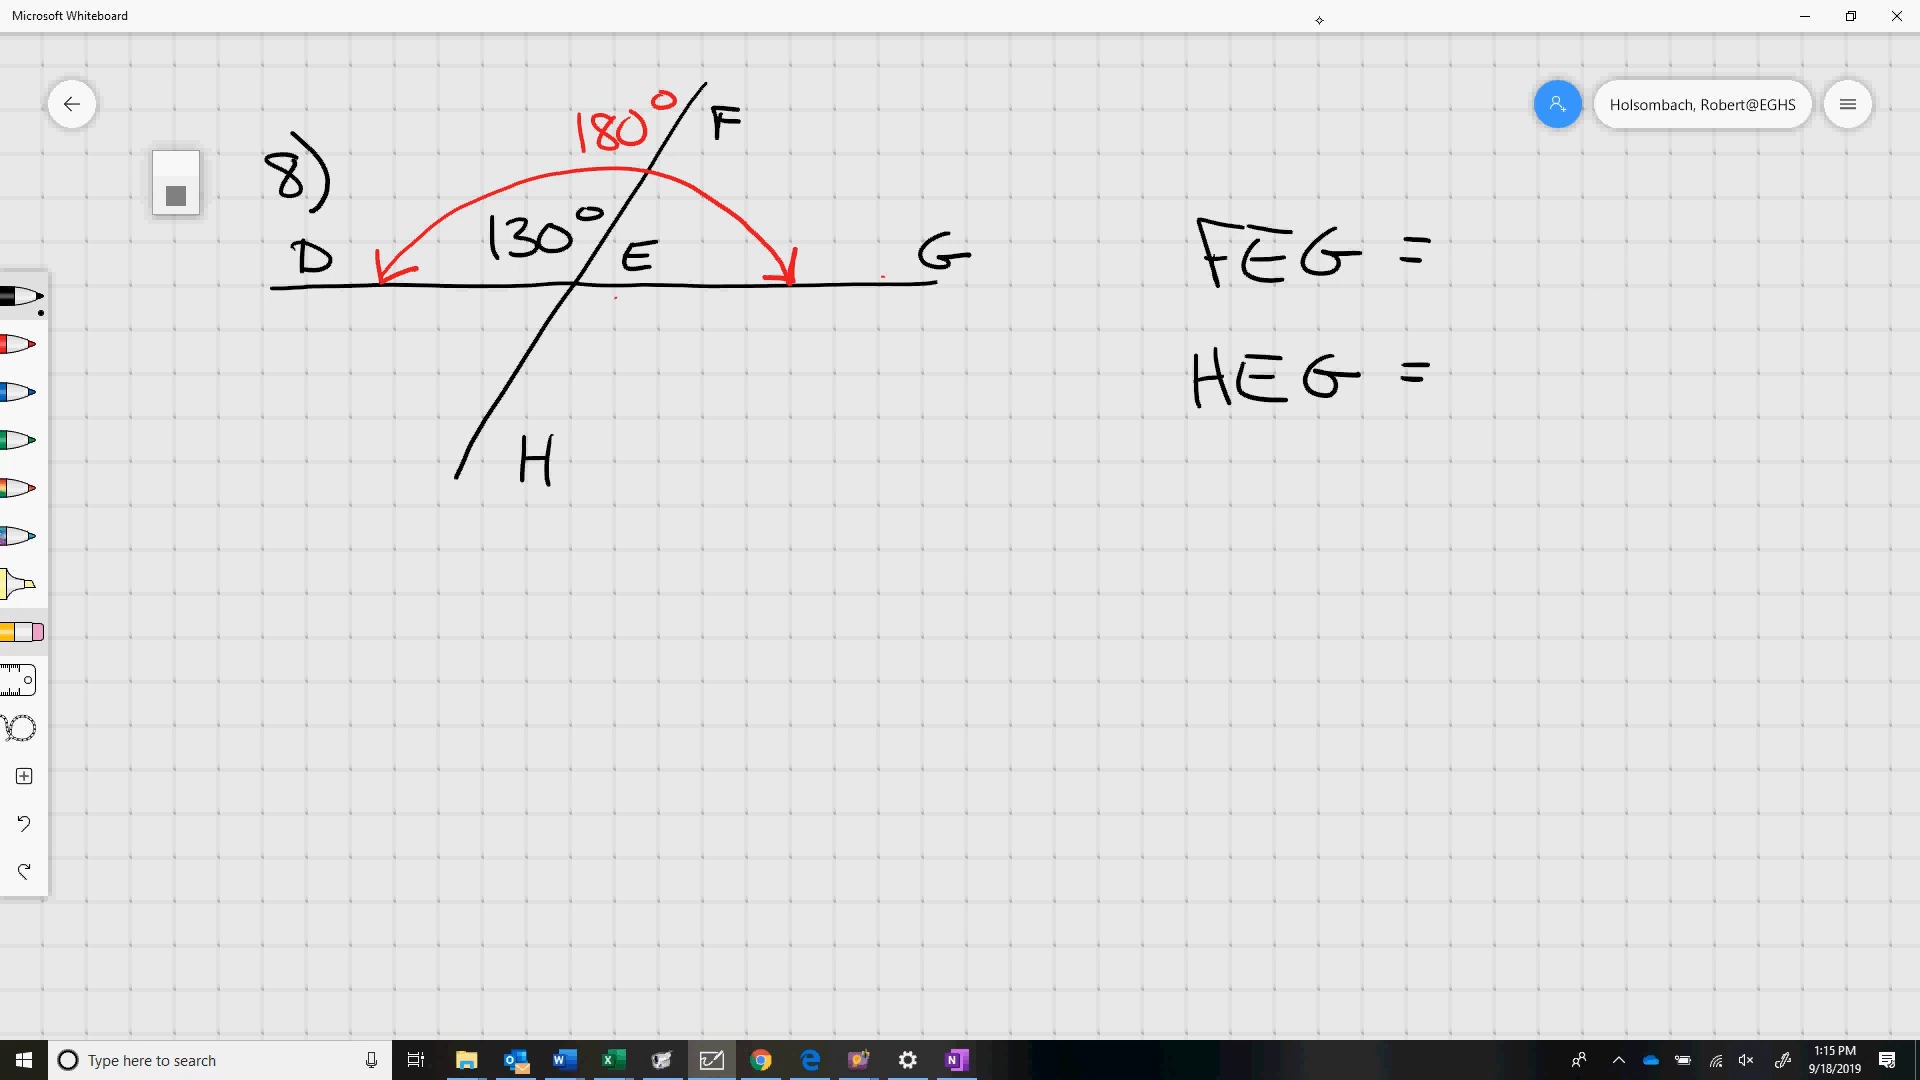 Microsoft Whiteboard
Holsombach, Robert@EGHS
8)
180°
F
130°
D
E
G
H
FEG =
HEG =
Type here to search
1:15 PM
9/18/2019